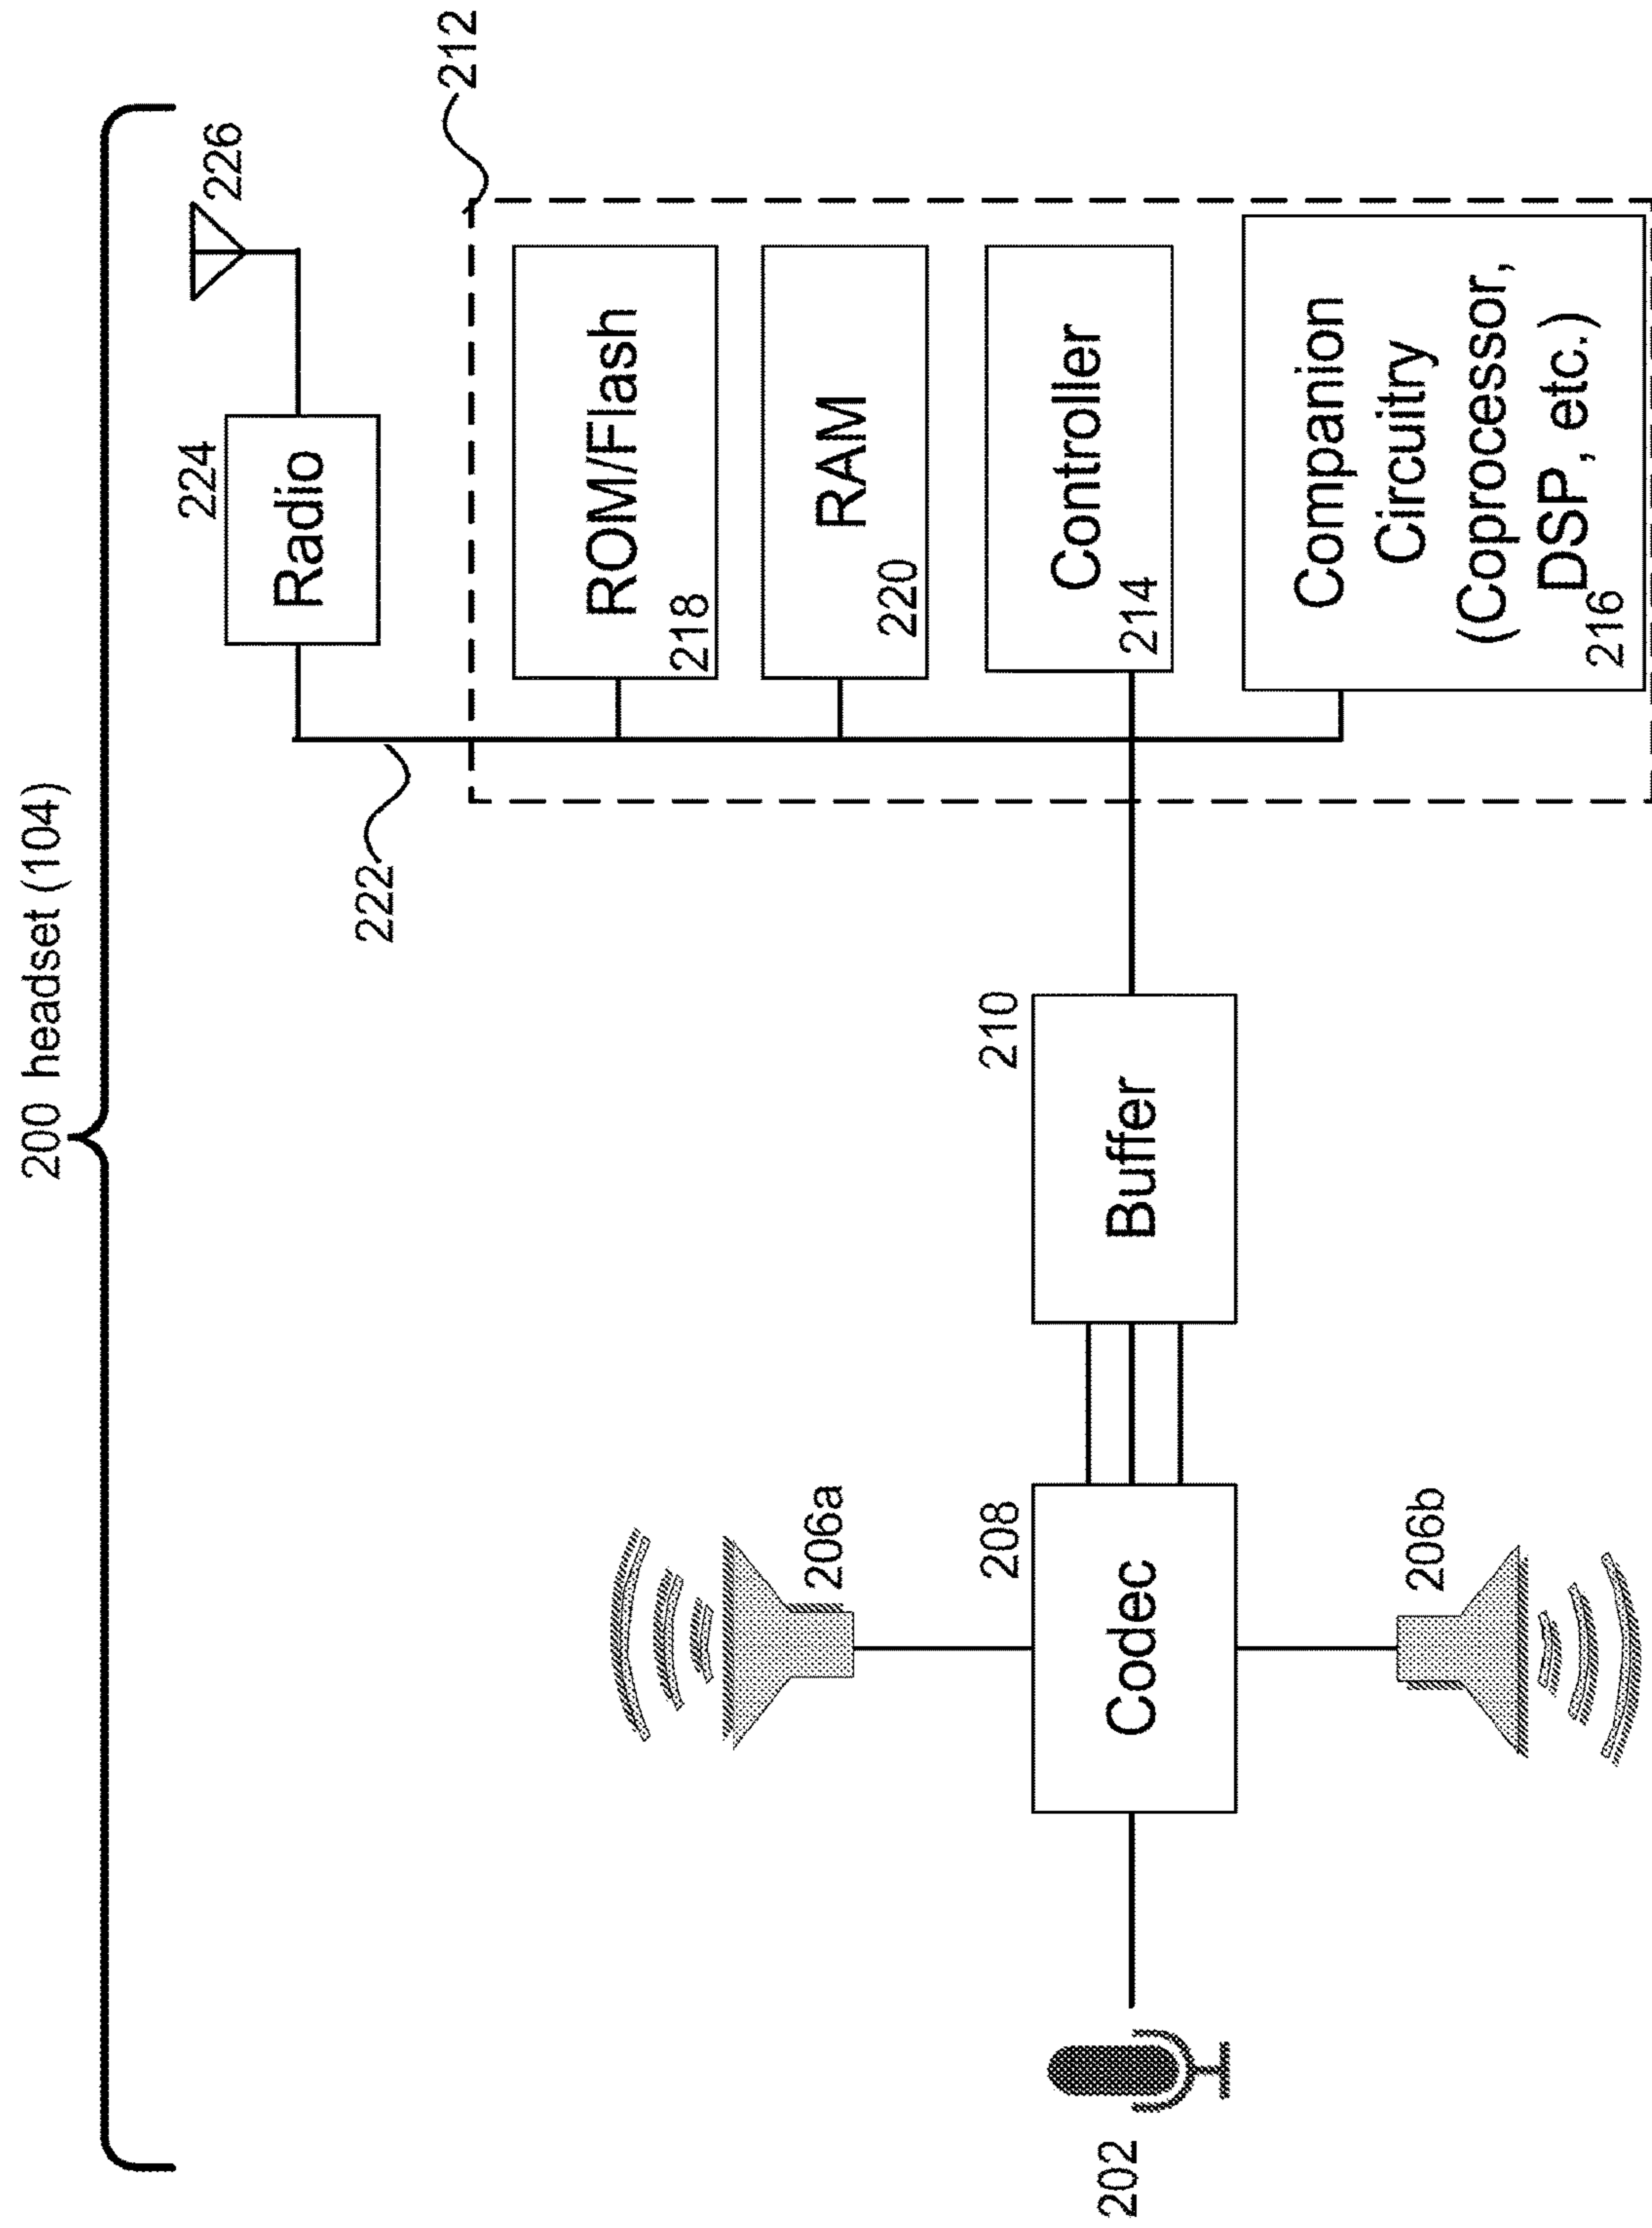 200 headset (104)
212
226
224
Radio
222
ROM/Flash
218
RAM
220
Controller
214
Companion
Circuitry
(Coprocessor,
DSP, etc.)
216
210
Buffer
208
Codec
206a
206b
202